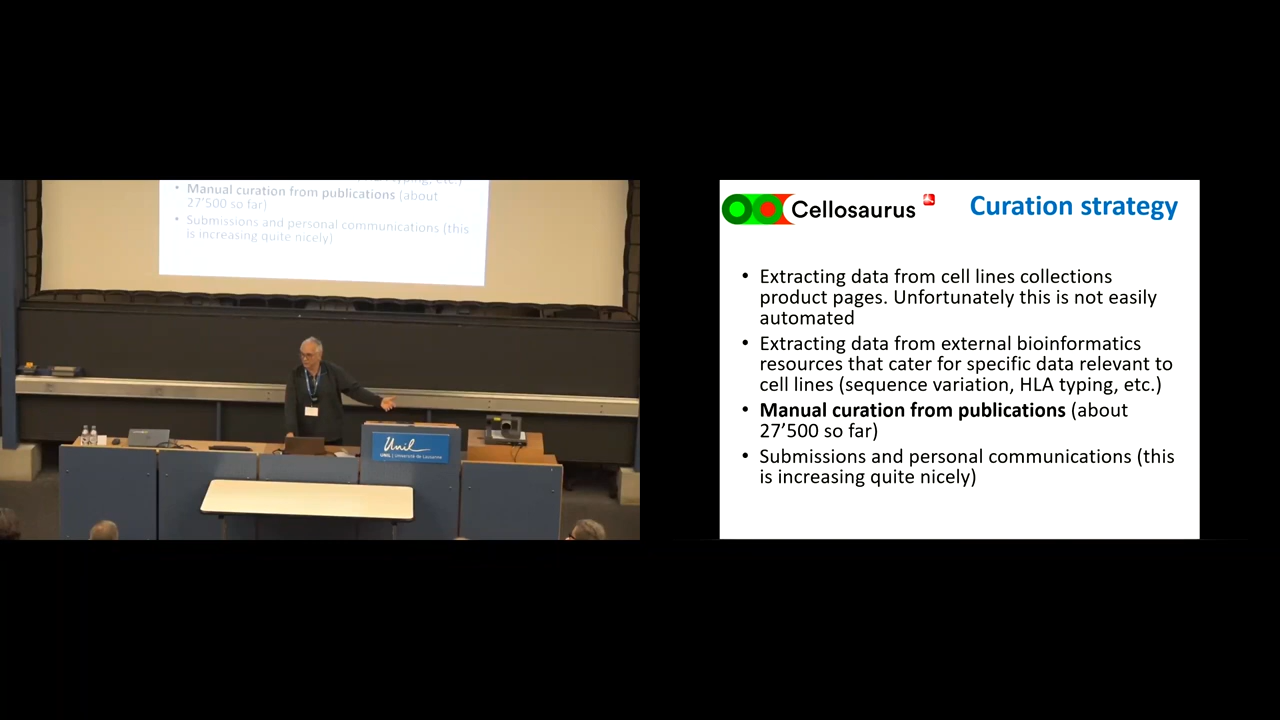 Manual curation from publications (about
27'500 so far)
Submissions and personal communications (this
is increasing quite nicely)
Unil
UNIL | Université de Lausanne
Cellosaurus
Curation strategy
• Extracting data from cell lines collections
product pages. Unfortunately this is not easily
automated
• Extracting data from external bioinformatics
resources that cater for specific data relevant to
cell lines (sequence variation, HLA typing, etc.)
• Manual curation from publications (about
27’500 so far)
• Submissions and personal communications (this
is increasing quite nicely)